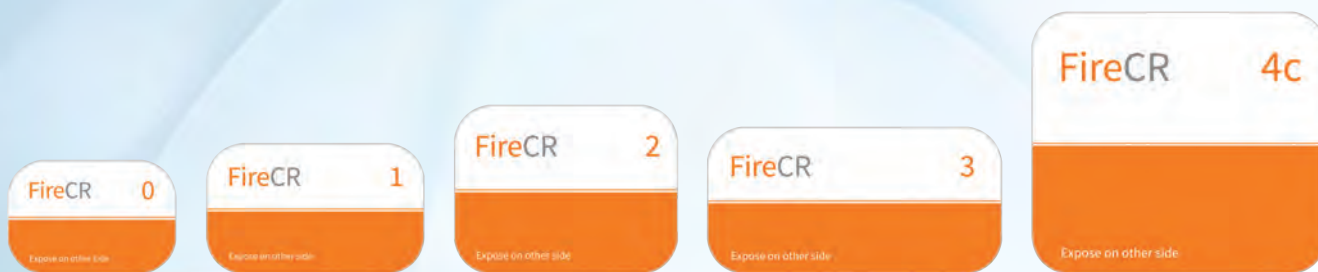 FireCR 0
Expose on other side
FireCR 1
Expose on other side
FireCR 2
Expose on other side
FireCR 3
Expose on other side
FireCR 4c
Expose on other side